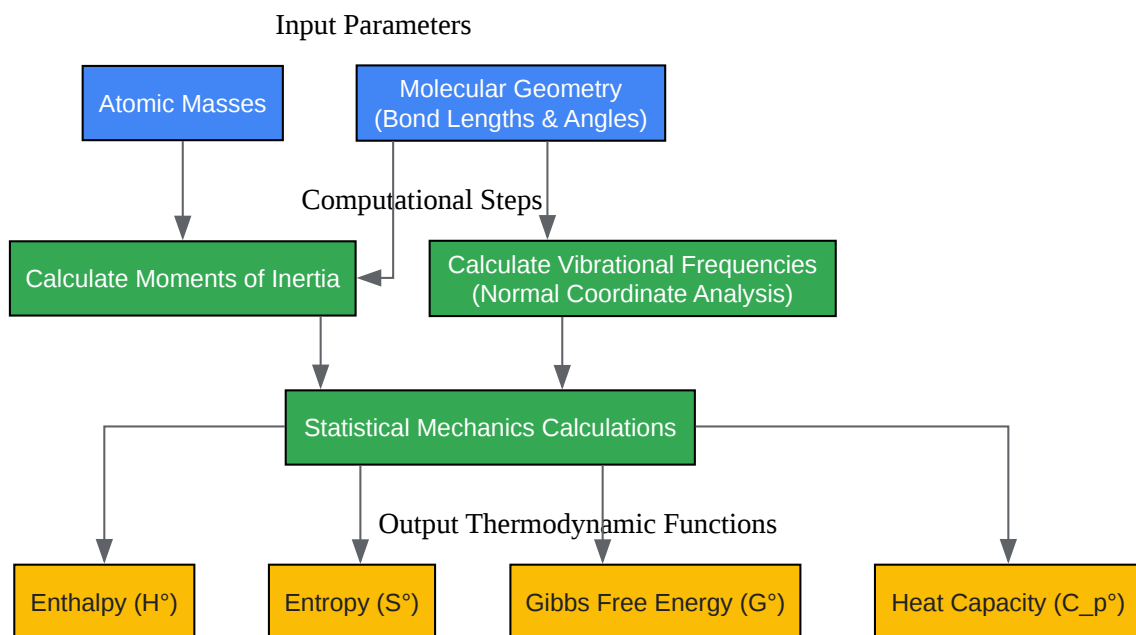 Input Parameters
Atomic Masses
Molecular Geometry
(Bond Lengths & Angles)
Computational Steps
Calculate Moments of Inertia
Calculate Vibrational Frequencies
(Normal Coordinate Analysis)
Statistical Mechanics Calculations
Output Thermodynamic Functions
Enthalpy (H°)
Entropy (S°)
Gibbs Free Energy (G°)
Heat Capacity (C_p°)